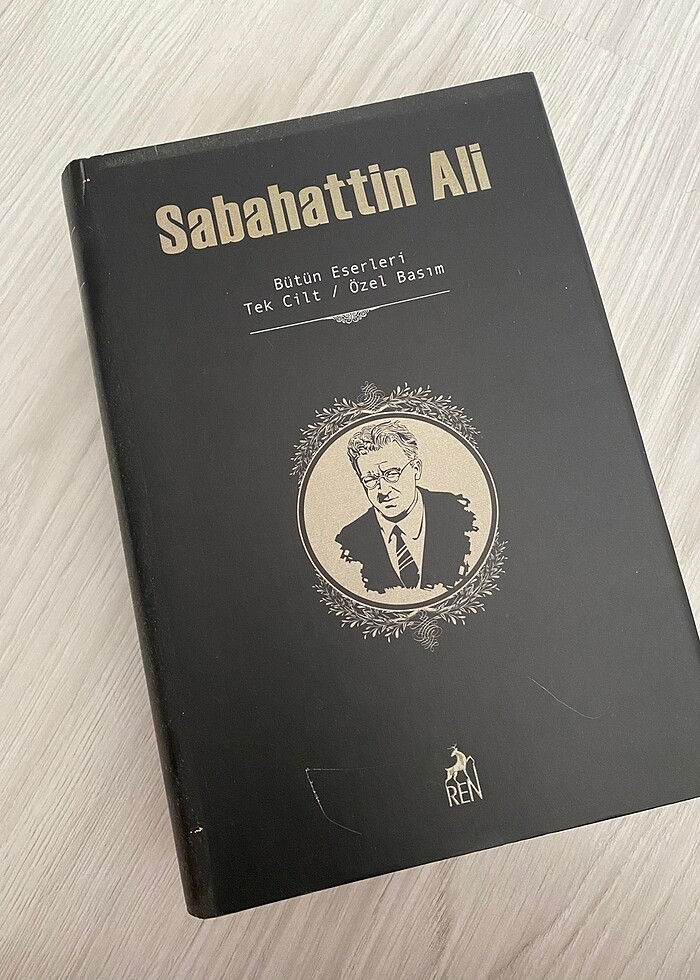 Sabahattin Ali
Bütün Eserleri
Tek Cilt / Özel Basım
REN